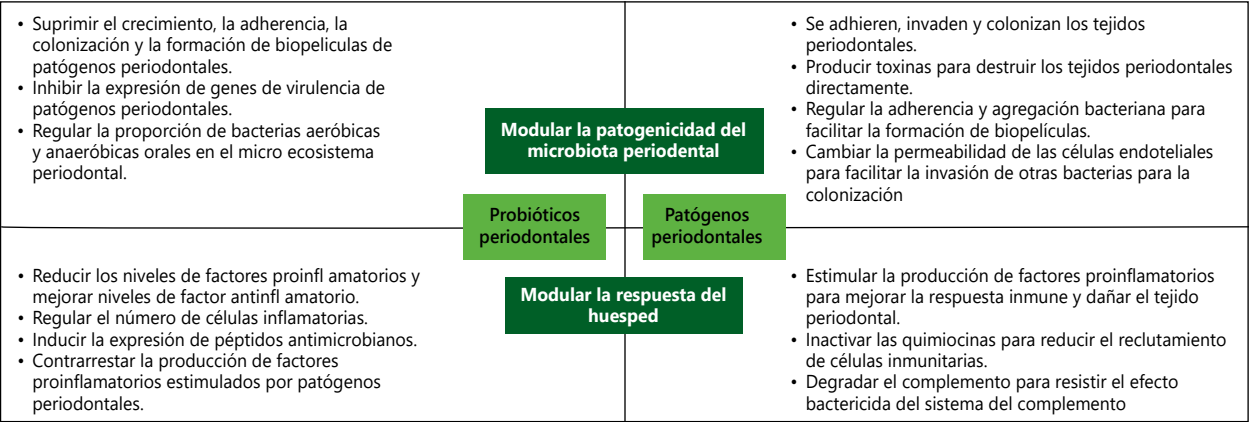 • Suprimir el crecimiento, la adherencia, la
colonización y la formación de biopeliculas de
patógenos periodontales.
• Inhibir la expresión de genes de virulencia de
patógenos periodontales.
• Regular la proporción de bacterias aeróbicas
y anaeróbicas orales en el micro ecosistema
periodontal.
• Se adhieren, invaden y colonizan los tejidos
periodontales.
• Producir toxinas para destruir los tejidos periodontales
directamente.
• Regular la adherencia y agregación bacteriana para
facilitar la formación de biopelículas.
• Cambiar la permeabilidad de las células endoteliales
para facilitar la invasión de otras bacterias para la
colonización
Modular la patogenicidad del
microbiota periodental
Probióticos
periodontales
Patógenos
periodontales
Modular la respuesta del
huesped
• Reducir los niveles de factores proinfl amatorios y
mejorar niveles de factor antinfl amatorio.
• Regular el número de células inflamatorias.
• Inducir la expresión de péptidos antimicrobianos.
• Contrarrestar la producción de factores
proinflamatorios estimulados por patógenos
periodontales.
• Estimular la producción de factores proinflamatorios
para mejorar la respuesta inmune y dañar el tejido
periodontal.
• Inactivar las quimiocinas para reducir el reclutamiento
de células inmunitarias.
• Degradar el complemento para resistir el efecto
bactericida del sistema del complemento